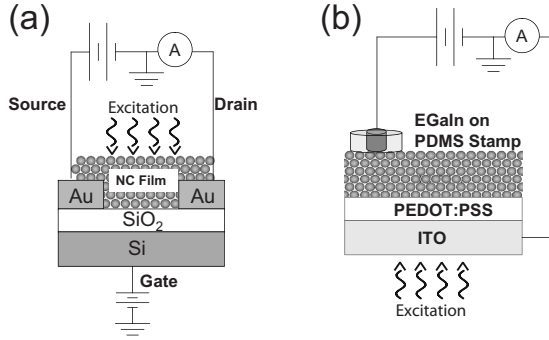 (a)
A
Source
Drain
Excitation
NC Film
Au
Au
SiO₂
Si
Gate
(b)
A
EGaIn on
PDMS Stamp
PEDOT:PSS
ITO
Excitation